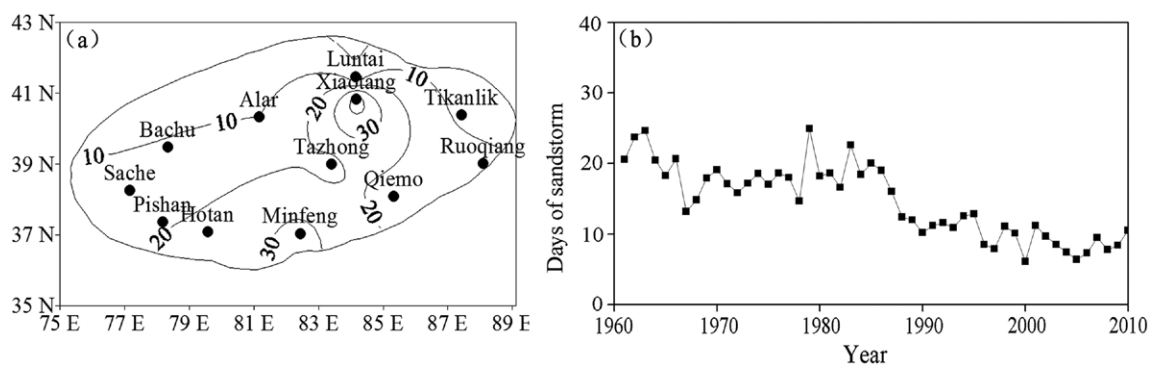 43 N
41 N
39 N
37 N
35 N
75 E
77 E
79 E
81 E
83 E
85 E
87 E
89 E
(a)
Luntai
Xiaotang
10
Tikanlik
Alar
20
Bachu
10
30
10
Tazhong
Ruoqiang
Sache
Qiemo
Pishan
Hotan
Minfeng
20
20
30
(b)
Days of sandstorm
40
30
20
10
0
1960
1970
1980
1990
2000
2010
Year